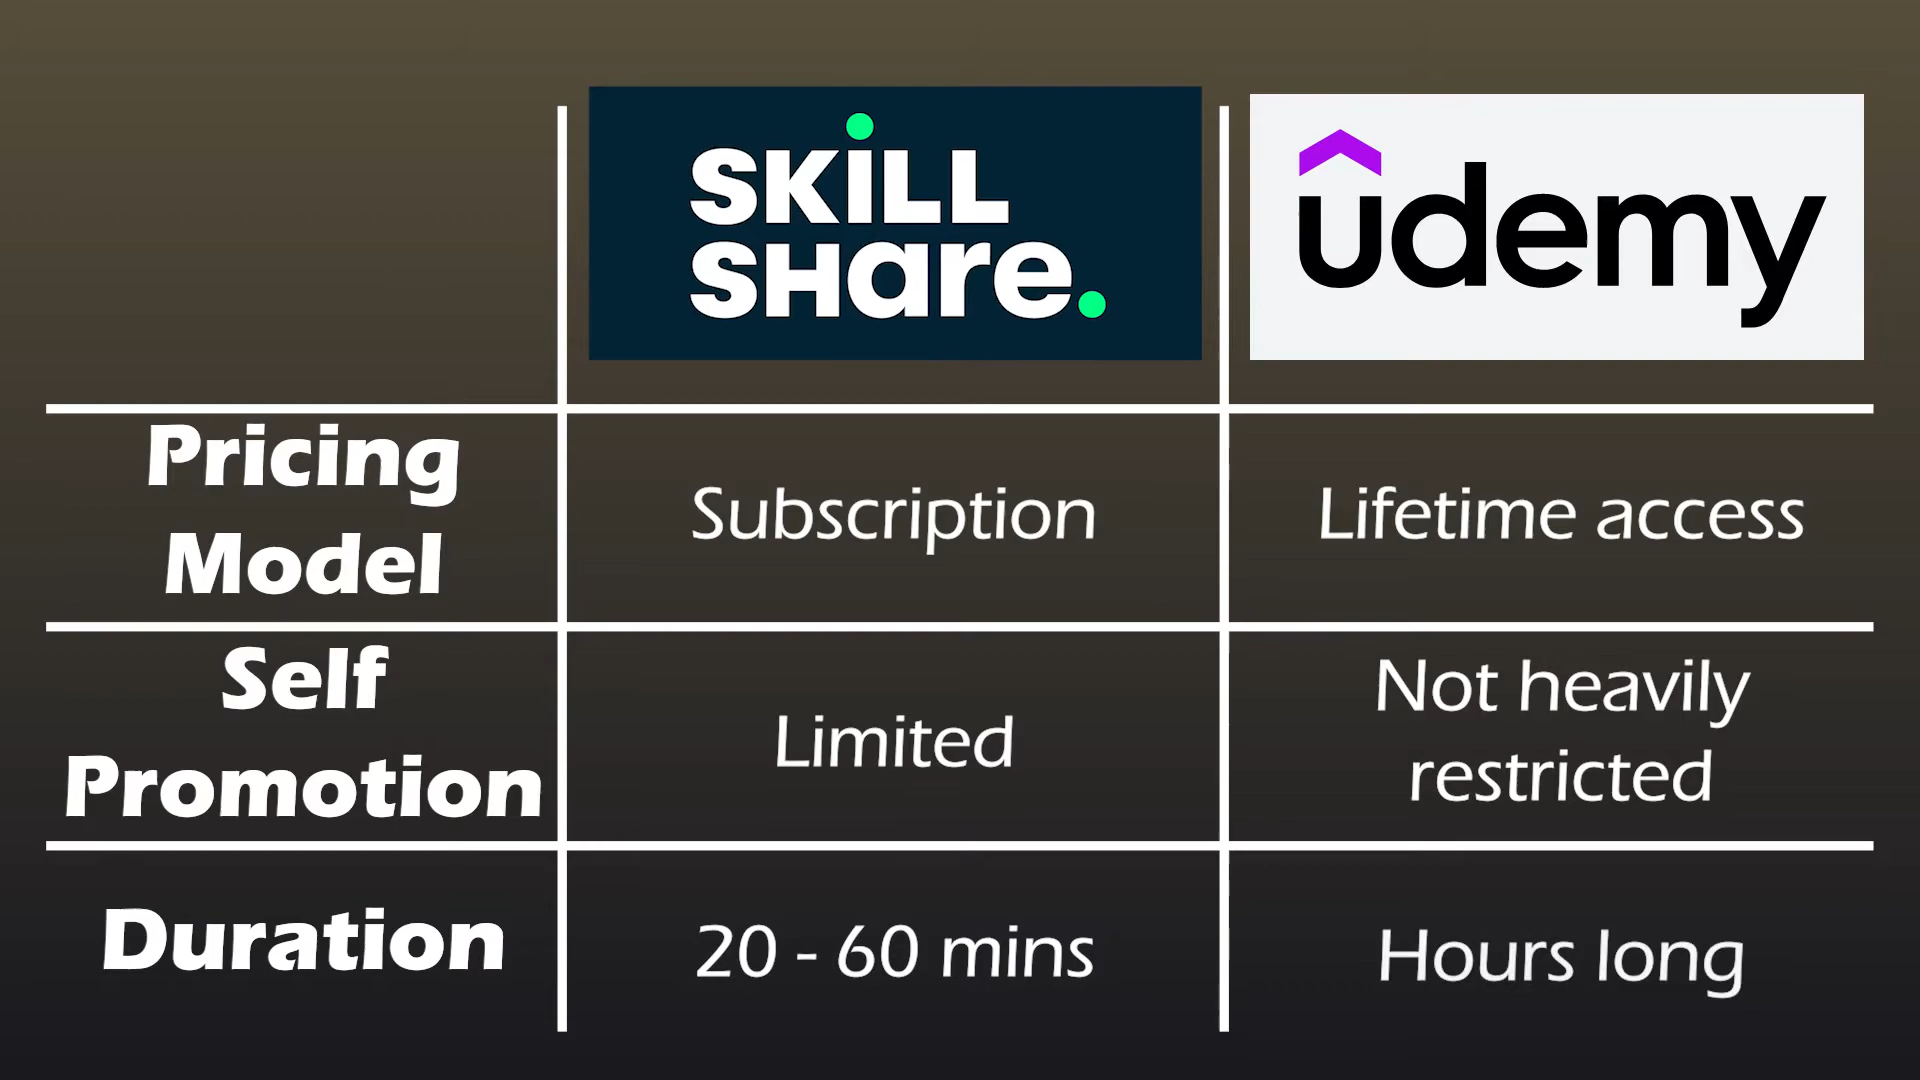 SKILL
SHare.
udemy
Pricing
Model
Subscription
Lifetime access
Self
Promotion
Limited
Not heavily
restricted
Duration
20 - 60 mins
Hours long